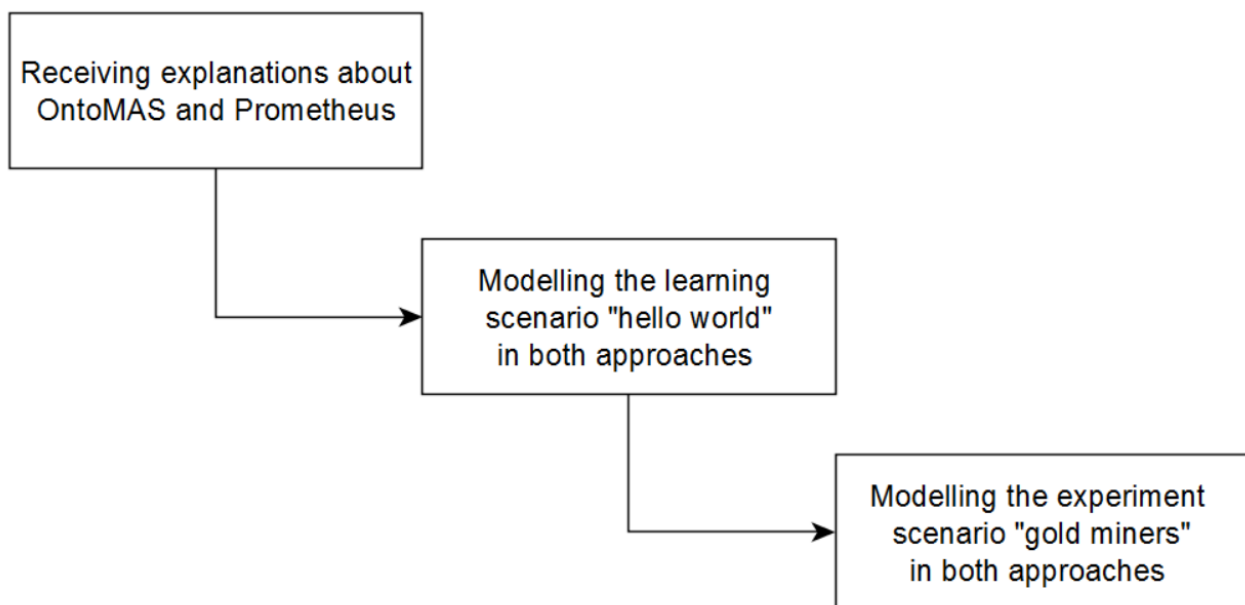 Receiving explanations about
OntoMAS and Prometheus
Modelling the learning
scenario "hello world"
in both approaches
Modelling the experiment
scenario "gold miners"
in both approaches